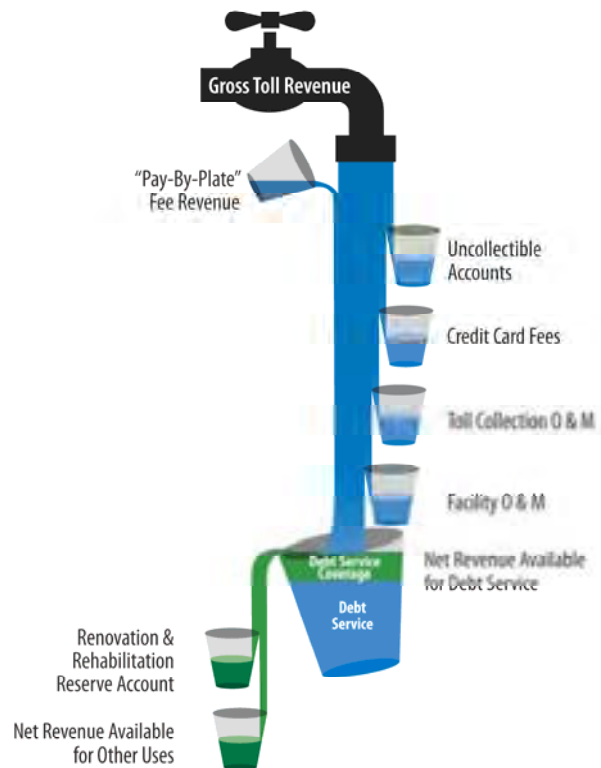 Gross Toll Revenue
"Pay-By-Plate"
Fee Revenue
Uncollectible
Accounts
Credit Card Fees
Toll Collection O & M
Facility O & M
Debt Service
Coverage
Net Revenue Available
for Debt Service
Debt
Service
Renovation &
Rehabilitation
Reserve Account
Net Revenue Available
for Other Uses